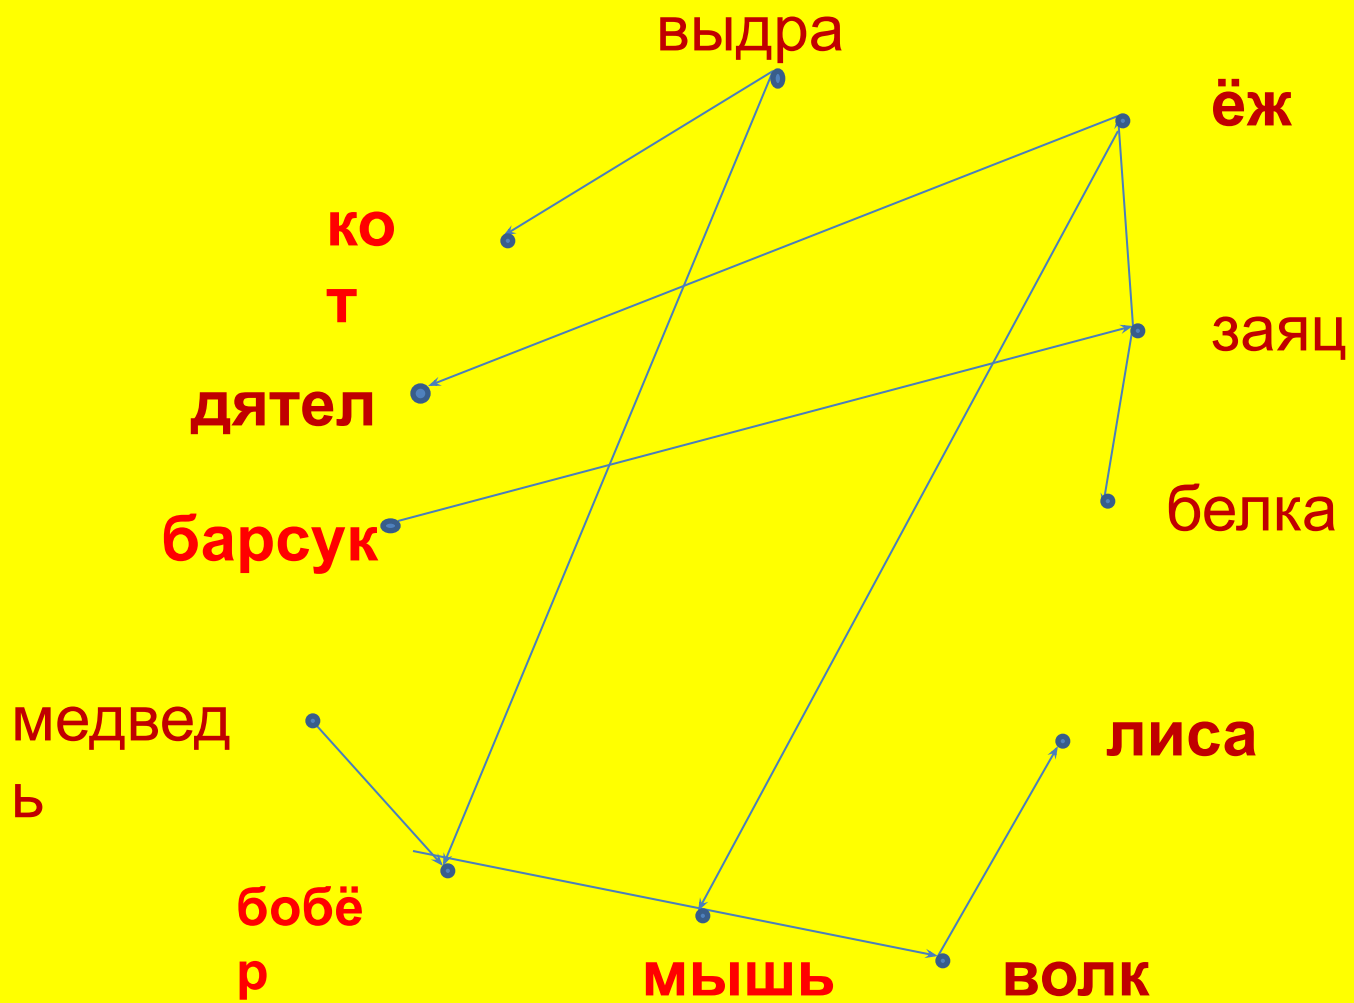 выдра
ёж
ко
т
заяц
дятел
белка
барсук
медвед
ь
лиса
бобё
р
мышь
волк